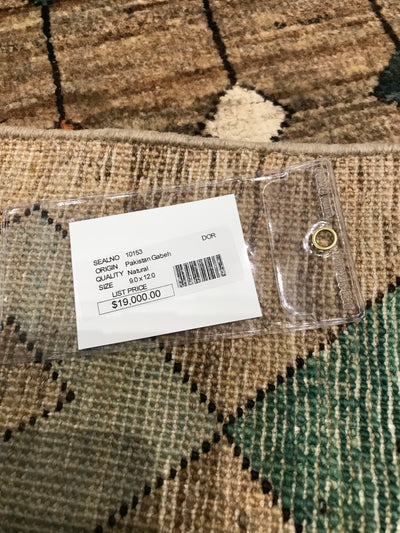 DOR
SEALNO 10153
ORIGIN Pakistan Gabeh
QUALITY Natural
SIZE 9.0 x 12.0
LIST PRICE
$19,000.00